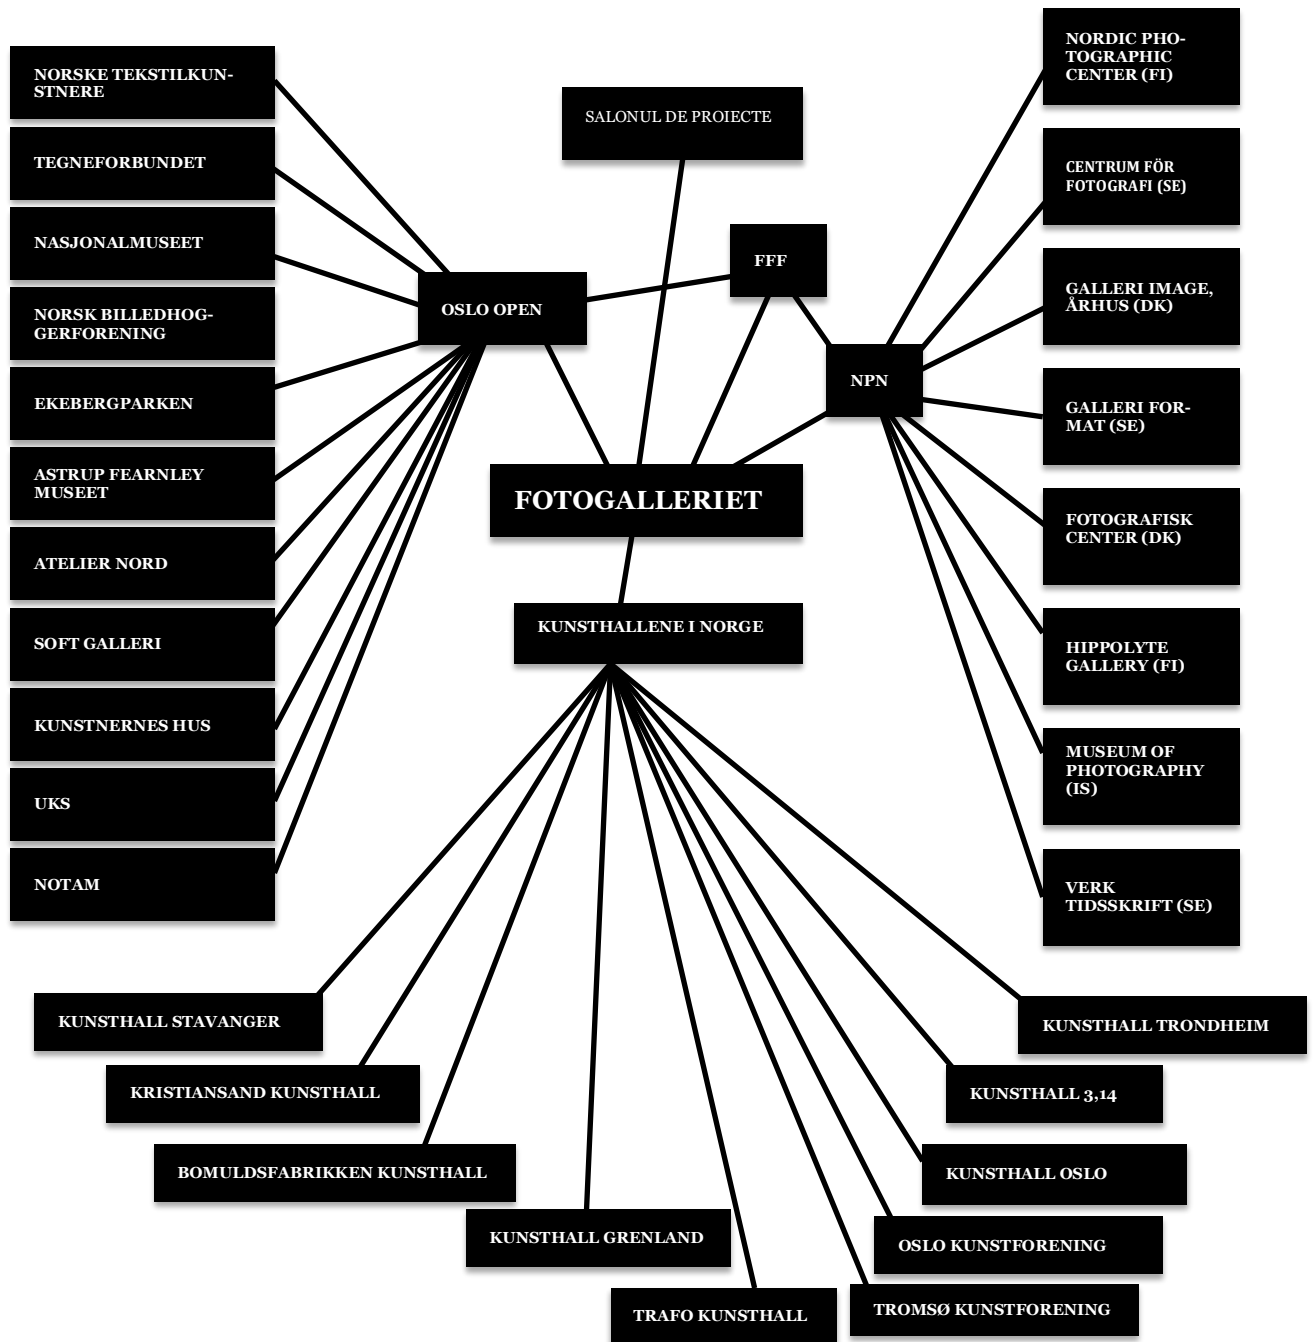 NORSKE TEKSTILKUN-
STNERE
TEGNEFORBUNDET
NASJONALMUSEET
NORSK BILLEDHOG-
GERFORENING
EKEBERGPARKEN
ASTRUP FEARNLEY
MUSEET
ATELIER NORD
SOFT GALLERI
KUNSTNERNES HUS
UKS
NOTAM
SALONUL DE PROIECTE
FFF
OSLO OPEN
NPN
FOTOGALLERIET
KUNSTHALLENE I NORGE
NORDIC PHO-
TOGRAPHIC
CENTER (FI)
CENTRUM FÖR
FOTOGRAFI (SE)
GALLERI IMAGE,
ÅRHUS (DK)
GALLERI FOR-
MAT (SE)
FOTOGRAFISK
CENTER (DK)
HIPPOLYTE
GALLERY (FI)
MUSEUM OF
PHOTOGRAPHY
(IS)
VERK
TIDSSKRIFT (SE)
KUNSTHALL STAVANGER
KRISTIANSAND KUNSTHALL
BOMULDSFABRIKKEN KUNSTHALL
KUNSTHALL GRENLAND
TRAFO KUNSTHALL
TROMSØ KUNSTFORENING
OSLO KUNSTFORENING
KUNSTHALL OSLO
KUNSTHALL 3,14
KUNSTHALL TRONDHEIM